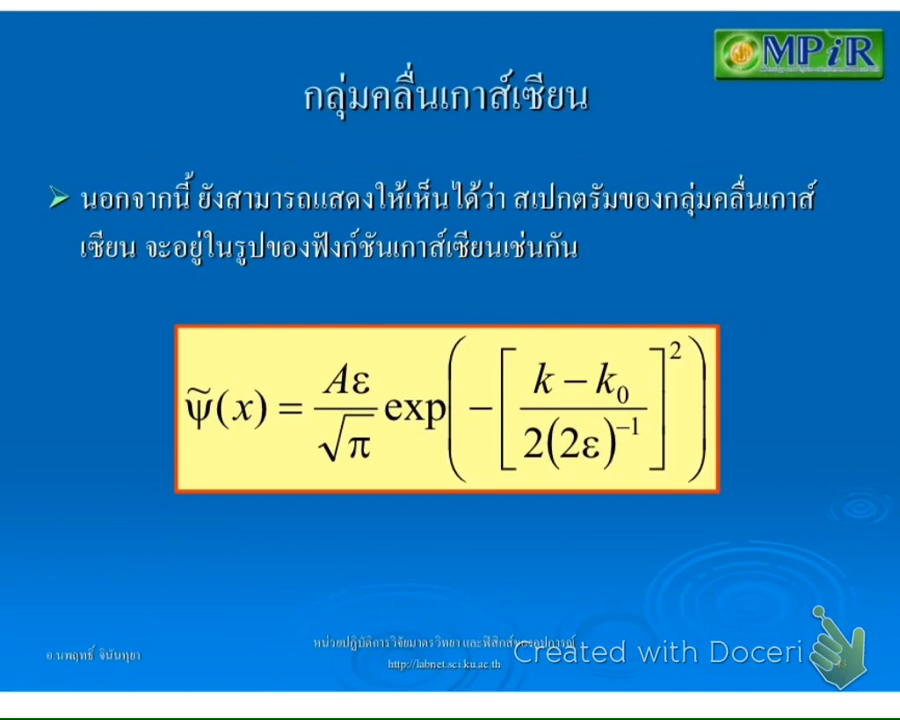 MPiR
กลุ่มคลื่นเกาส์เซียน
นอกจากนี้ ยังสามารถแสดงให้เห็นได้ว่า สเปกตรัมของกลุ่มคลื่นเกาส์
เซียน จะอยู่ในรูปของฟังก์ชันเกาส์เซียนเช่นกัน
ψ̃(x) = Aε/√π exp(−[(k − k₀)/(2(2ε)⁻¹)]²)
อ.นพฤทธิ์ จินันทุยา
หน่วยปฏิบัติการวิจัยมาตรวิทยา และฟิสิกส์ของอุปกรณ์
http://labnet.sci.ku.ac.th
Created with Doceri